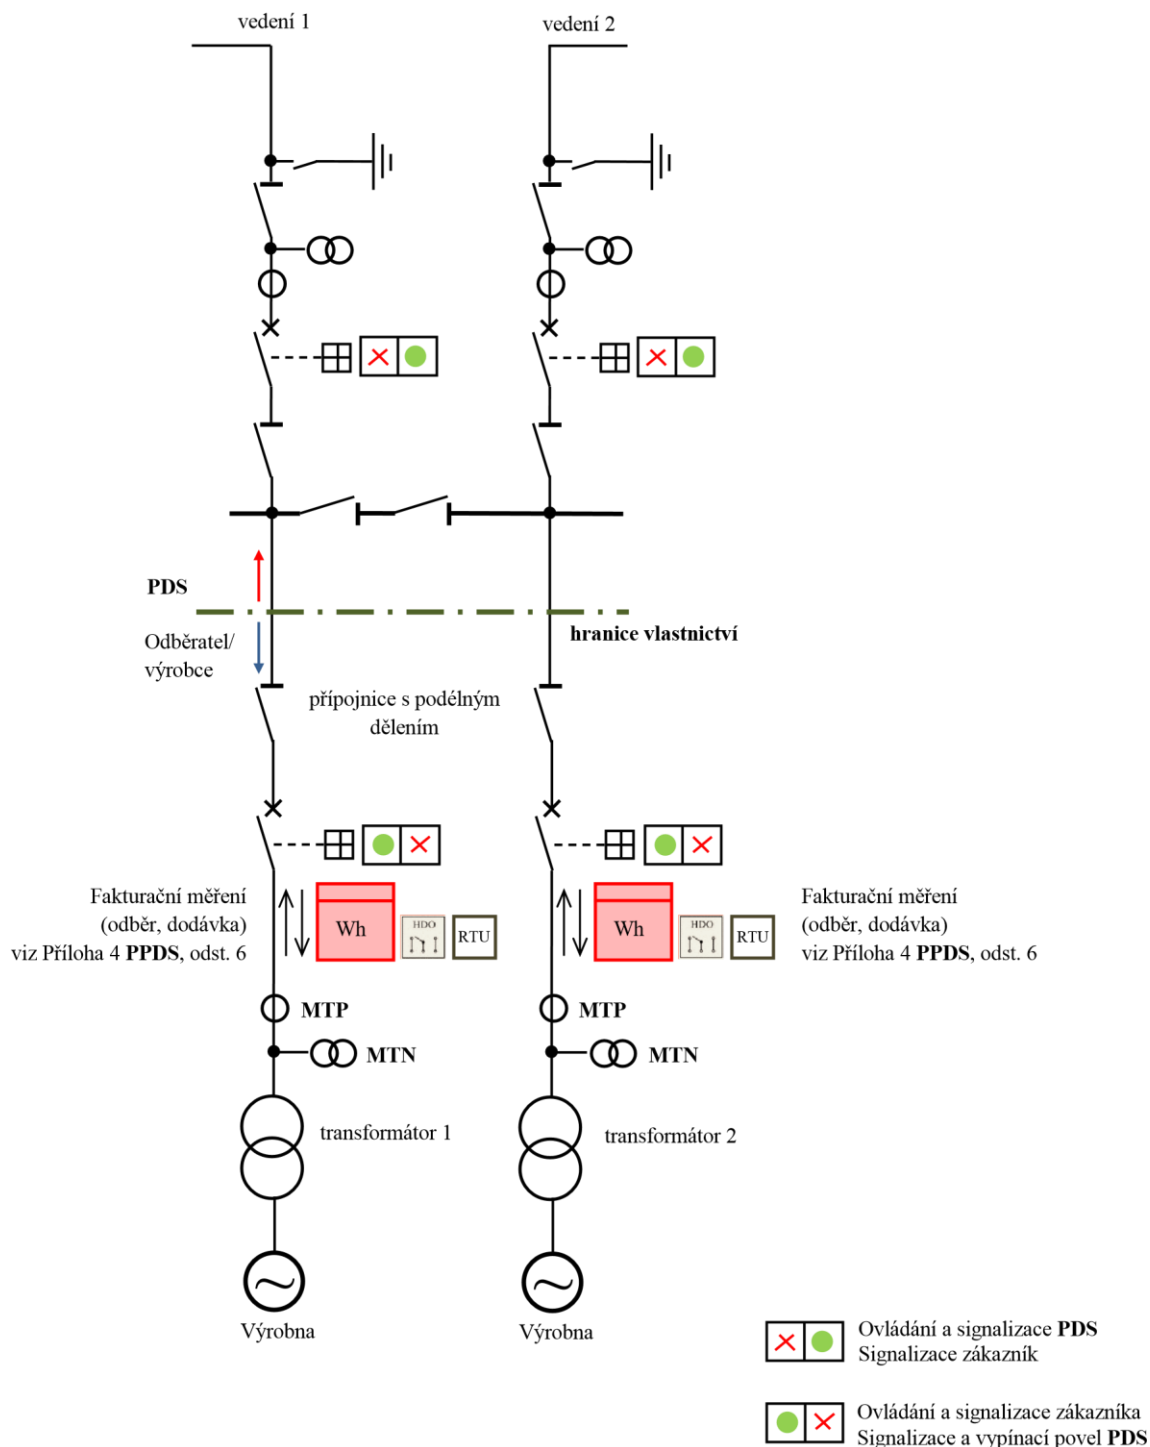 vedení 1
vedení 2
PDS
Odběratel/
výrobce
hranice vlastnictví
přípojnice s podélným
dělením
Fakturační měření
(odběr, dodávka)
viz Příloha 4 PPDS, odst. 6
Wh
HDO
RTU
Wh
HDO
RTU
Fakturační měření
(odběr, dodávka)
viz Příloha 4 PPDS, odst. 6
MTP
MTP
MTN
MTN
transformátor 1
transformátor 2
Výrobna
Výrobna
Ovládání a signalizace PDS
Signalizace zákazník
Ovládání a signalizace zákazníka
Signalizace a vypínací povel PDS